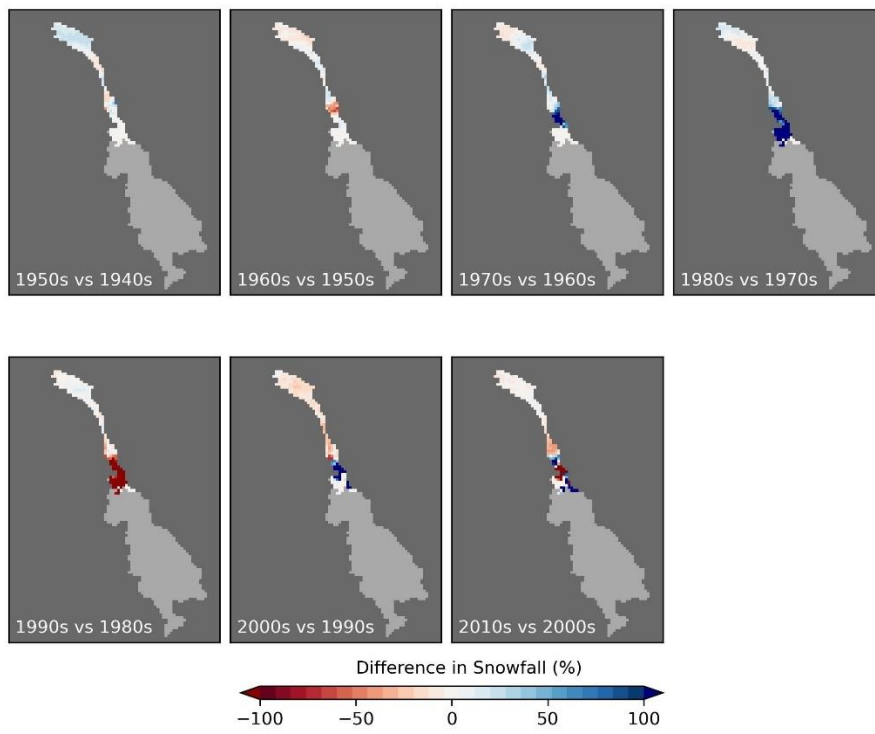 1950s vs 1940s
1960s vs 1950s
1970s vs 1960s
1980s vs 1970s
1990s vs 1980s
2000s vs 1990s
2010s vs 2000s
Difference in Snowfall (%)
−100 −50 0 50 100